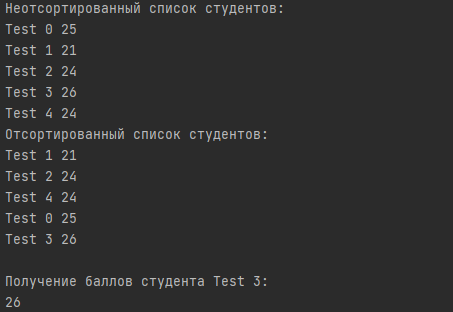 Неотсортированный список студентов:
Test 0 25
Test 1 21
Test 2 24
Test 3 26
Test 4 24
Отсортированный список студентов:
Test 1 21
Test 2 24
Test 4 24
Test 0 25
Test 3 26
Получение баллов студента Test 3:
26